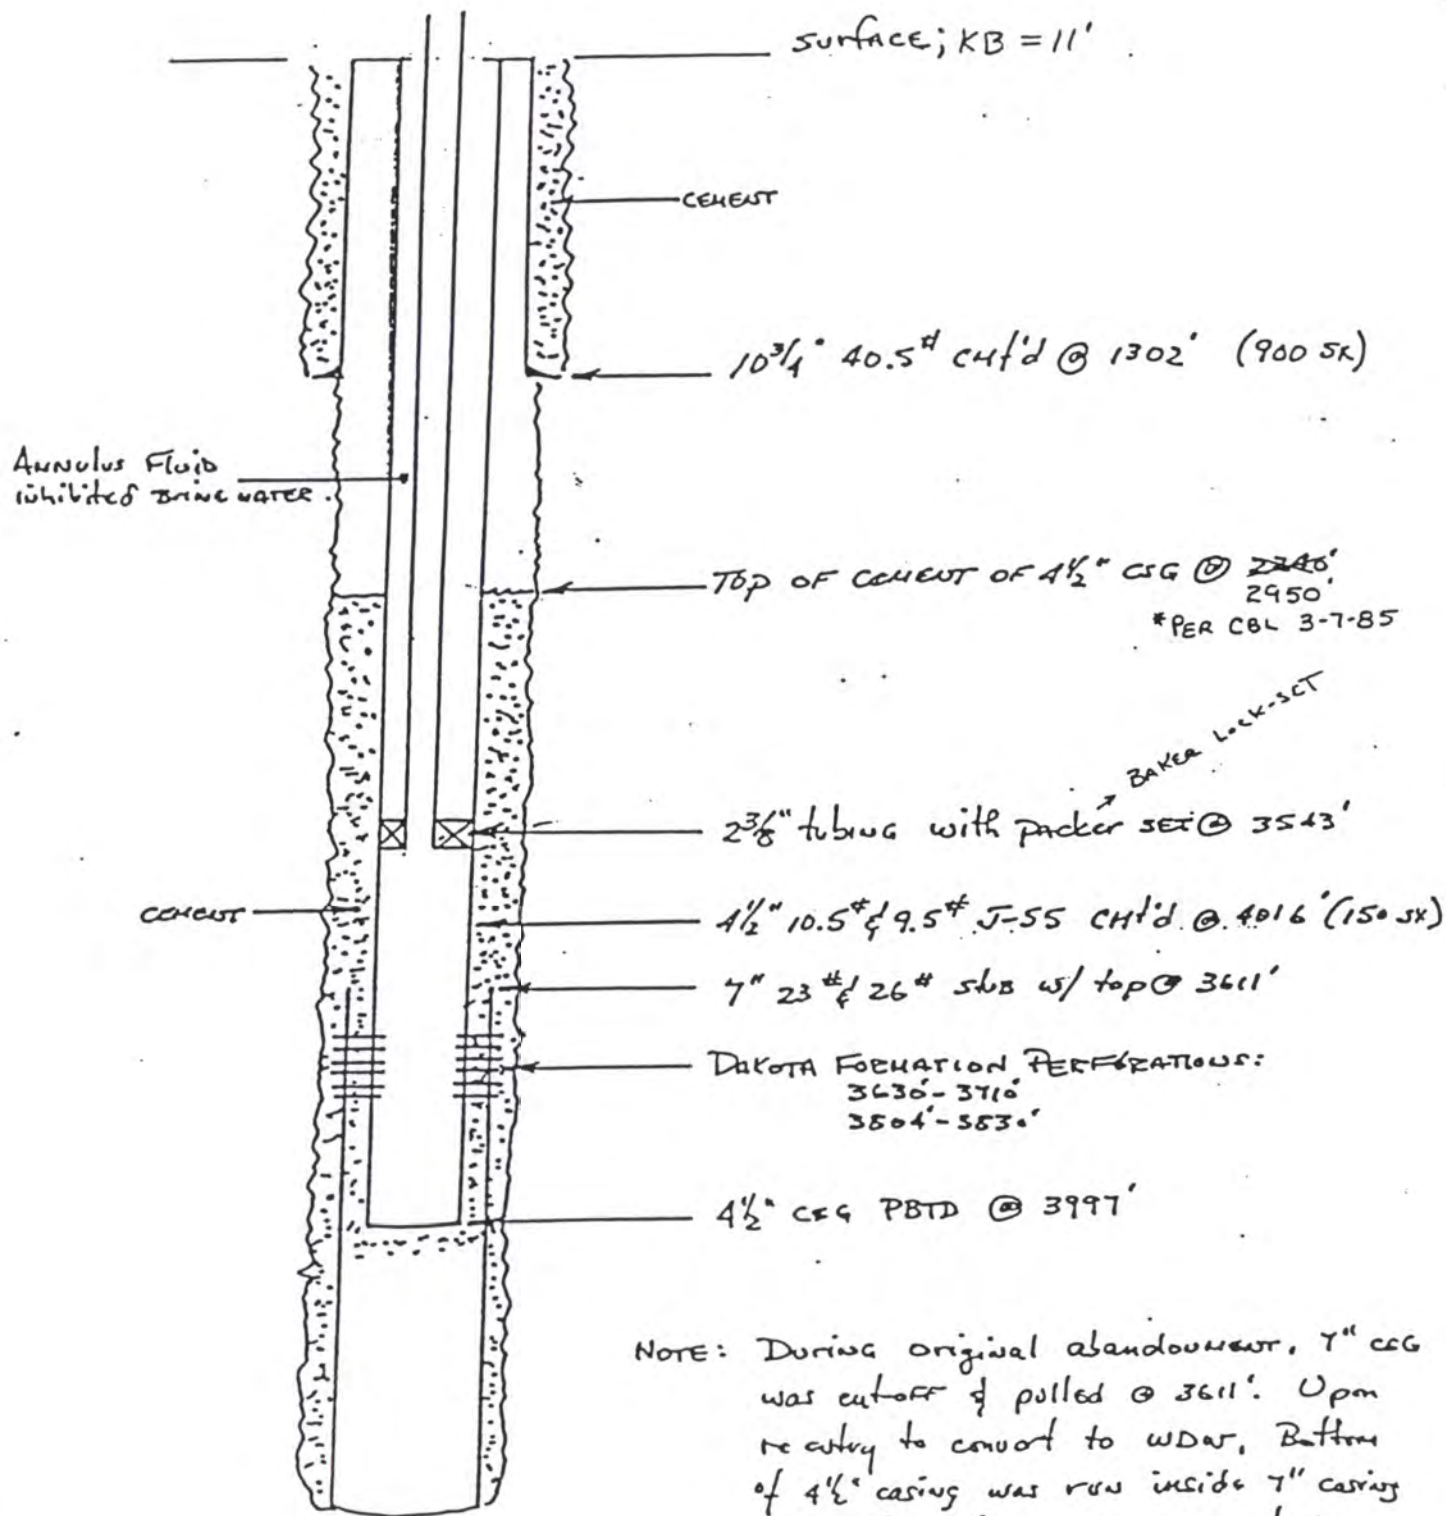 SURFACE; KB = 11'
CEMENT
10 3/4" 40.5# CMT'd @ 1302' (900 SX)
ANNULUS FLUID
inhibited BRINE WATER.
TOP OF CEMENT OF 4 1/2" CSG @ 2240'
2950'
*PER CBL 3-7-85
BAKER LOCK-SET
2 3/8" tubing with packer SET @ 3543'
CEMENT
4 1/2" 10.5# & 9.5# J-55 CMT'd @ 4016' (150 SX)
7" 23# & 26# stub w/ top @ 3611'
DAKOTA FORMATION PERFORATIONS:
3630'-3710'
3804'-3830'
4 1/2" CSG PBTD @ 3997'
NOTE: During original abandonment, 7" CSG
was cutoff & pulled @ 3611'. Upon
re entry to convert to WDW, Bottom
of 4 1/2" casing was run inside 7" casing